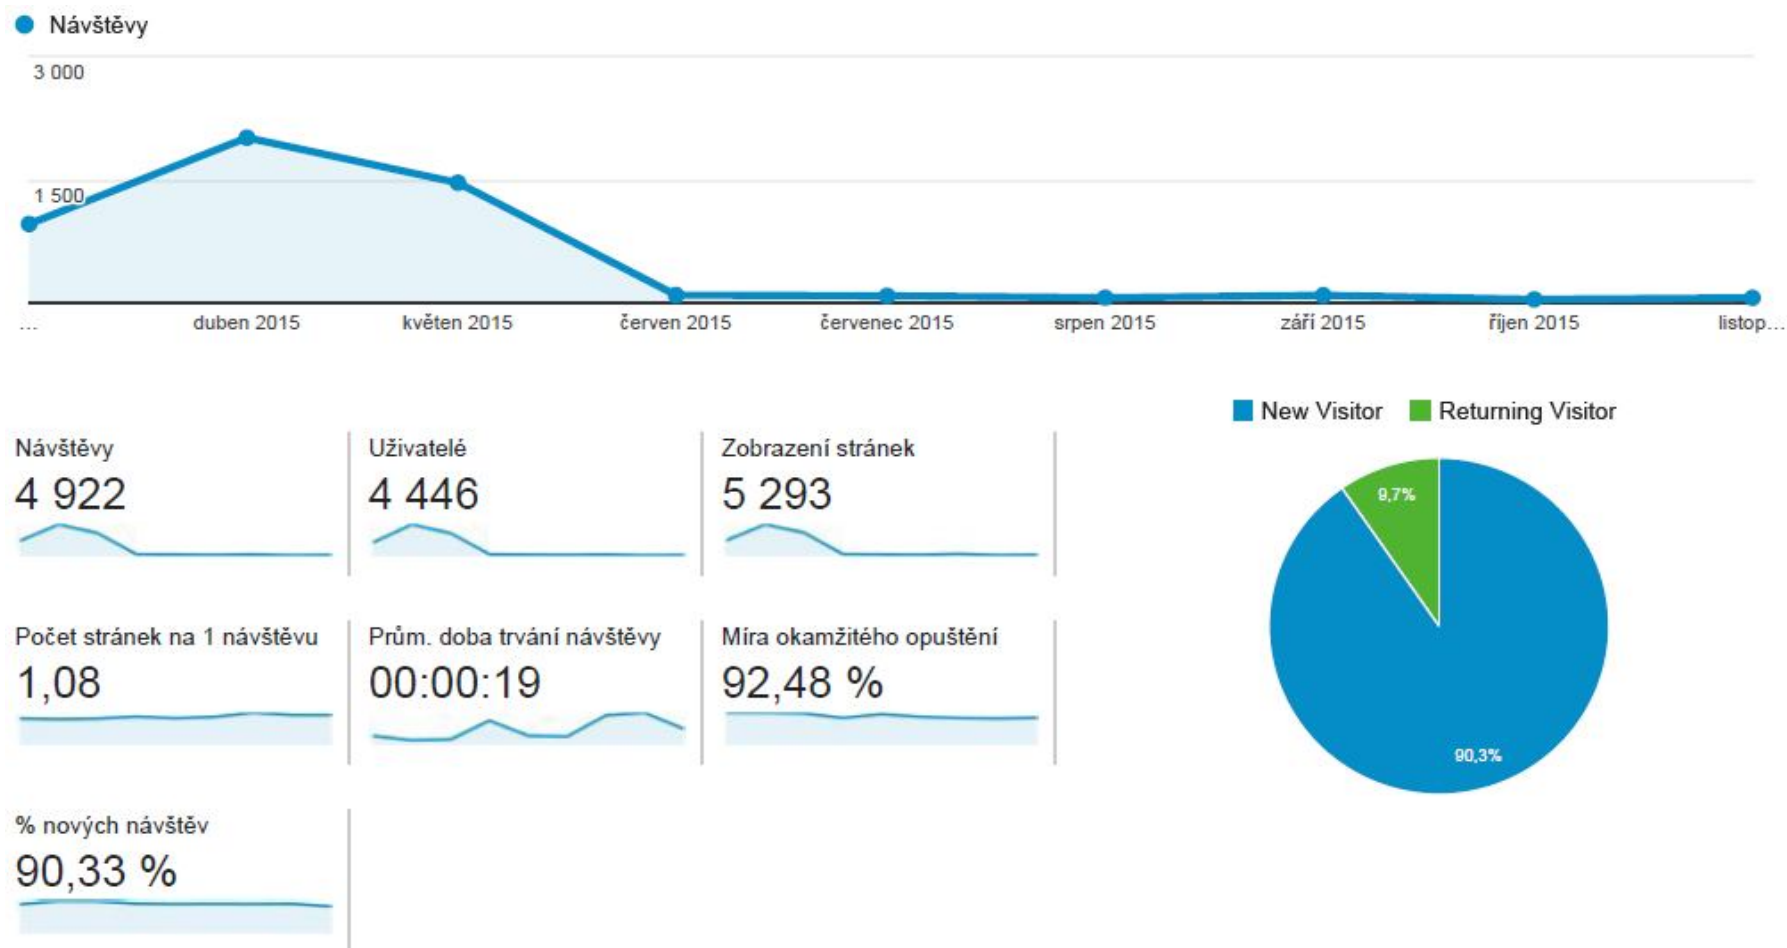 Návštěvy
3 000
1 500
...
duben 2015
květen 2015
červen 2015
červenec 2015
srpen 2015
září 2015
říjen 2015
listop...
New Visitor
Returning Visitor
9,7%
90,3%
Návštěvy
4 922
Uživatelé
4 446
Zobrazení stránek
5 293
Počet stránek na 1 návštěvu
1,08
Prům. doba trvání návštěvy
00:00:19
Míra okamžitého opuštění
92,48 %
% nových návštěv
90,33 %